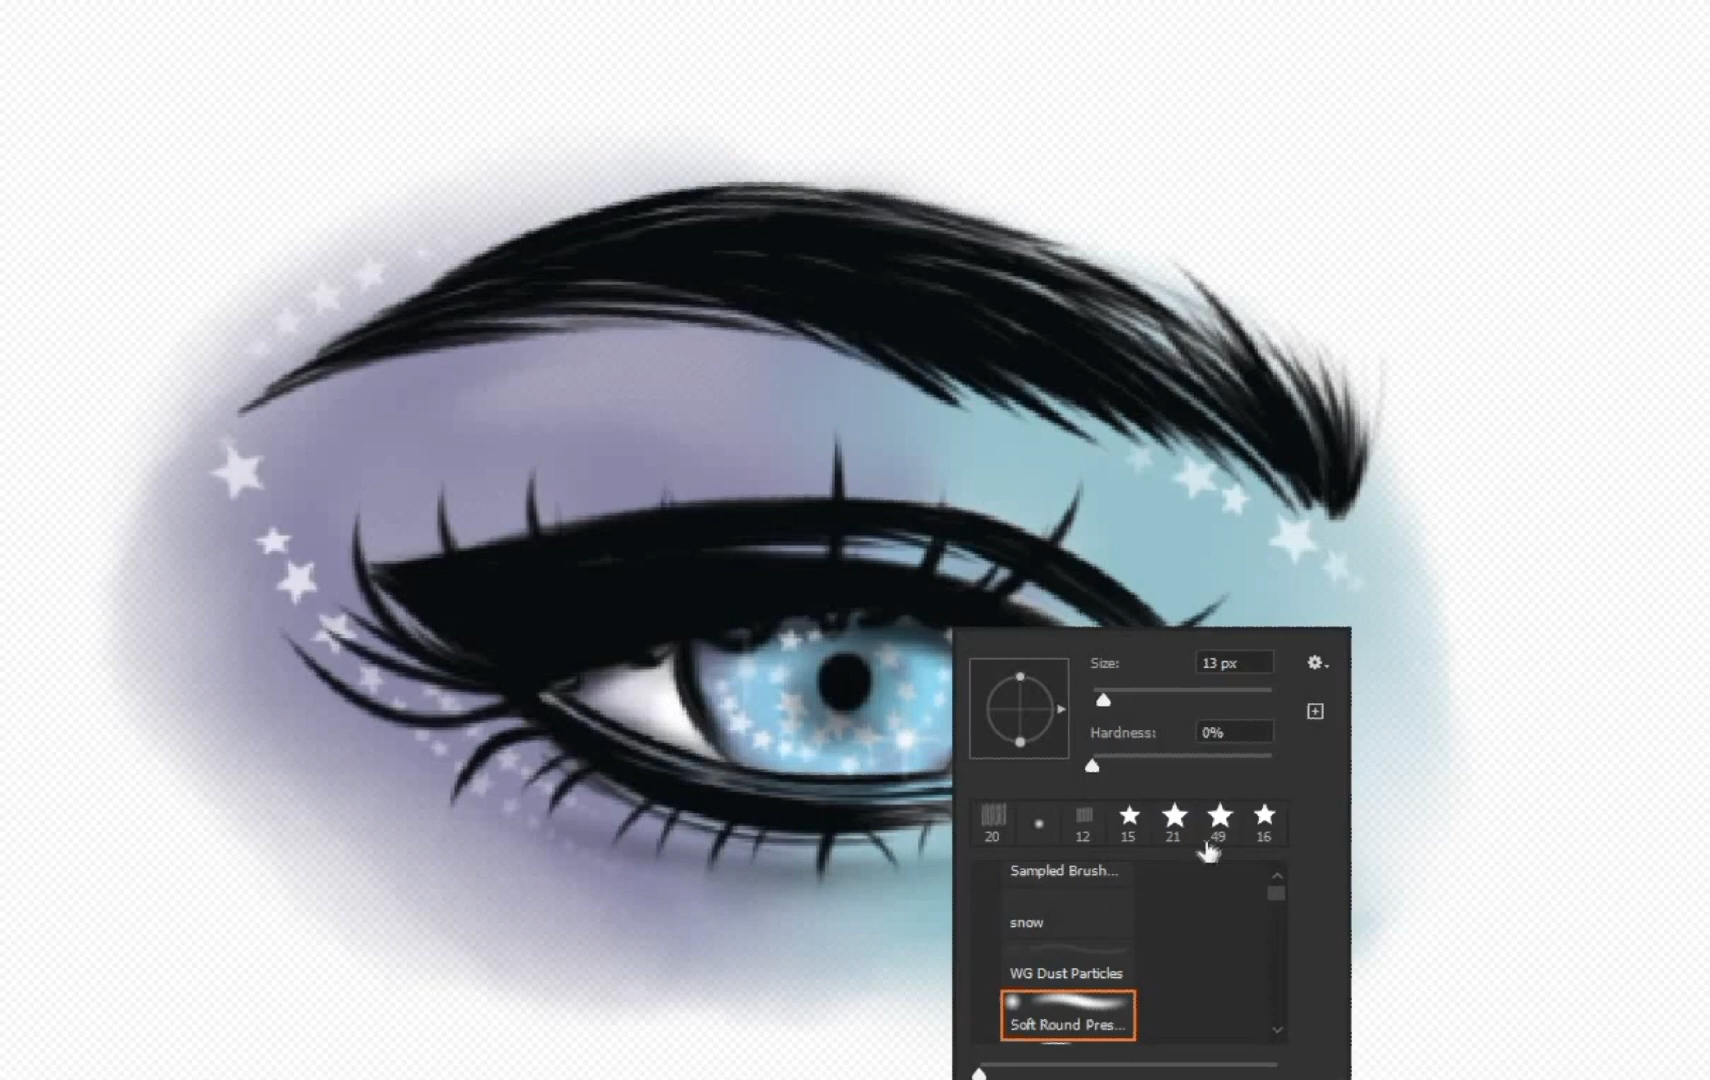 Size:
13 px
Hardness:
0%
20
12
15
21
49
16
Sampled Brush...
snow
WG Dust Particles
Soft Round Pres...